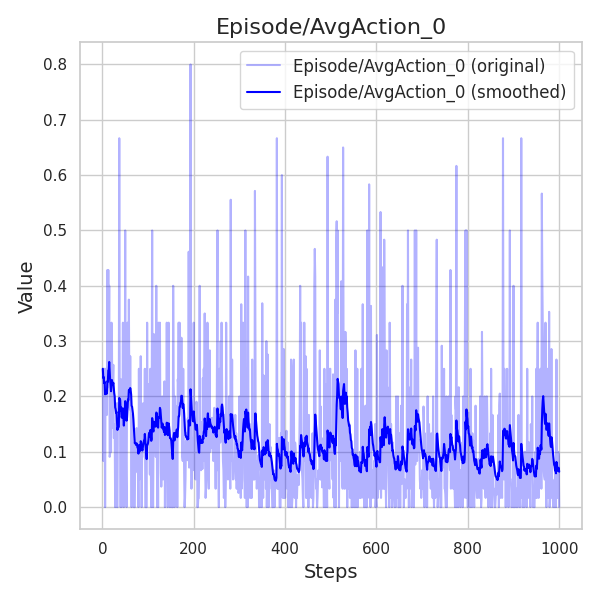 Episode/AvgAction_0
Episode/AvgAction_0 (original)
Episode/AvgAction_0 (smoothed)
Value
0.8
0.7
0.6
0.5
0.4
0.3
0.2
0.1
0.0
0 200 400 600 800 1000
Steps